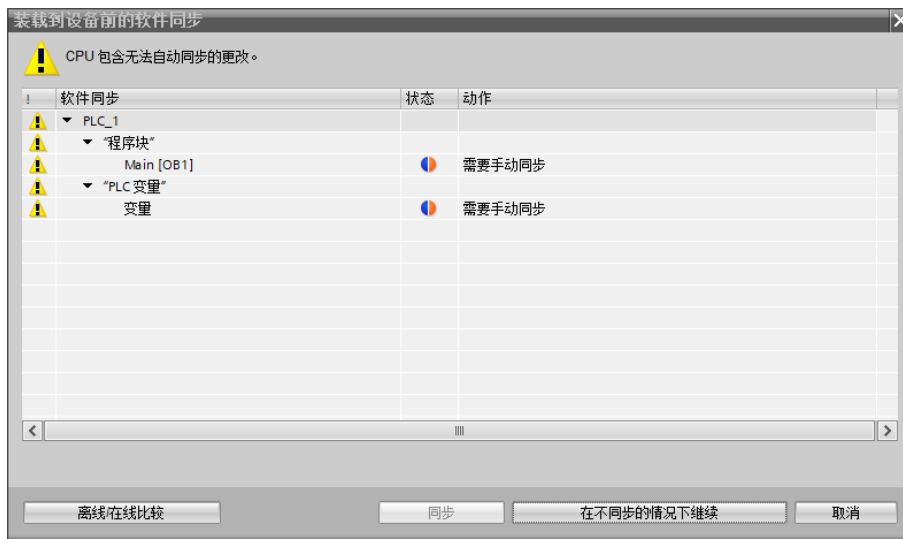 装载到设备前的软件同步
CPU 包含无法自动同步的更改。
! 软件同步 状态 动作
PLC_1
“程序块”
Main [OB1] 需要手动同步
“PLC 变量”
变量 需要手动同步
离线/在线比较 同步 在不同步的情况下继续 取消